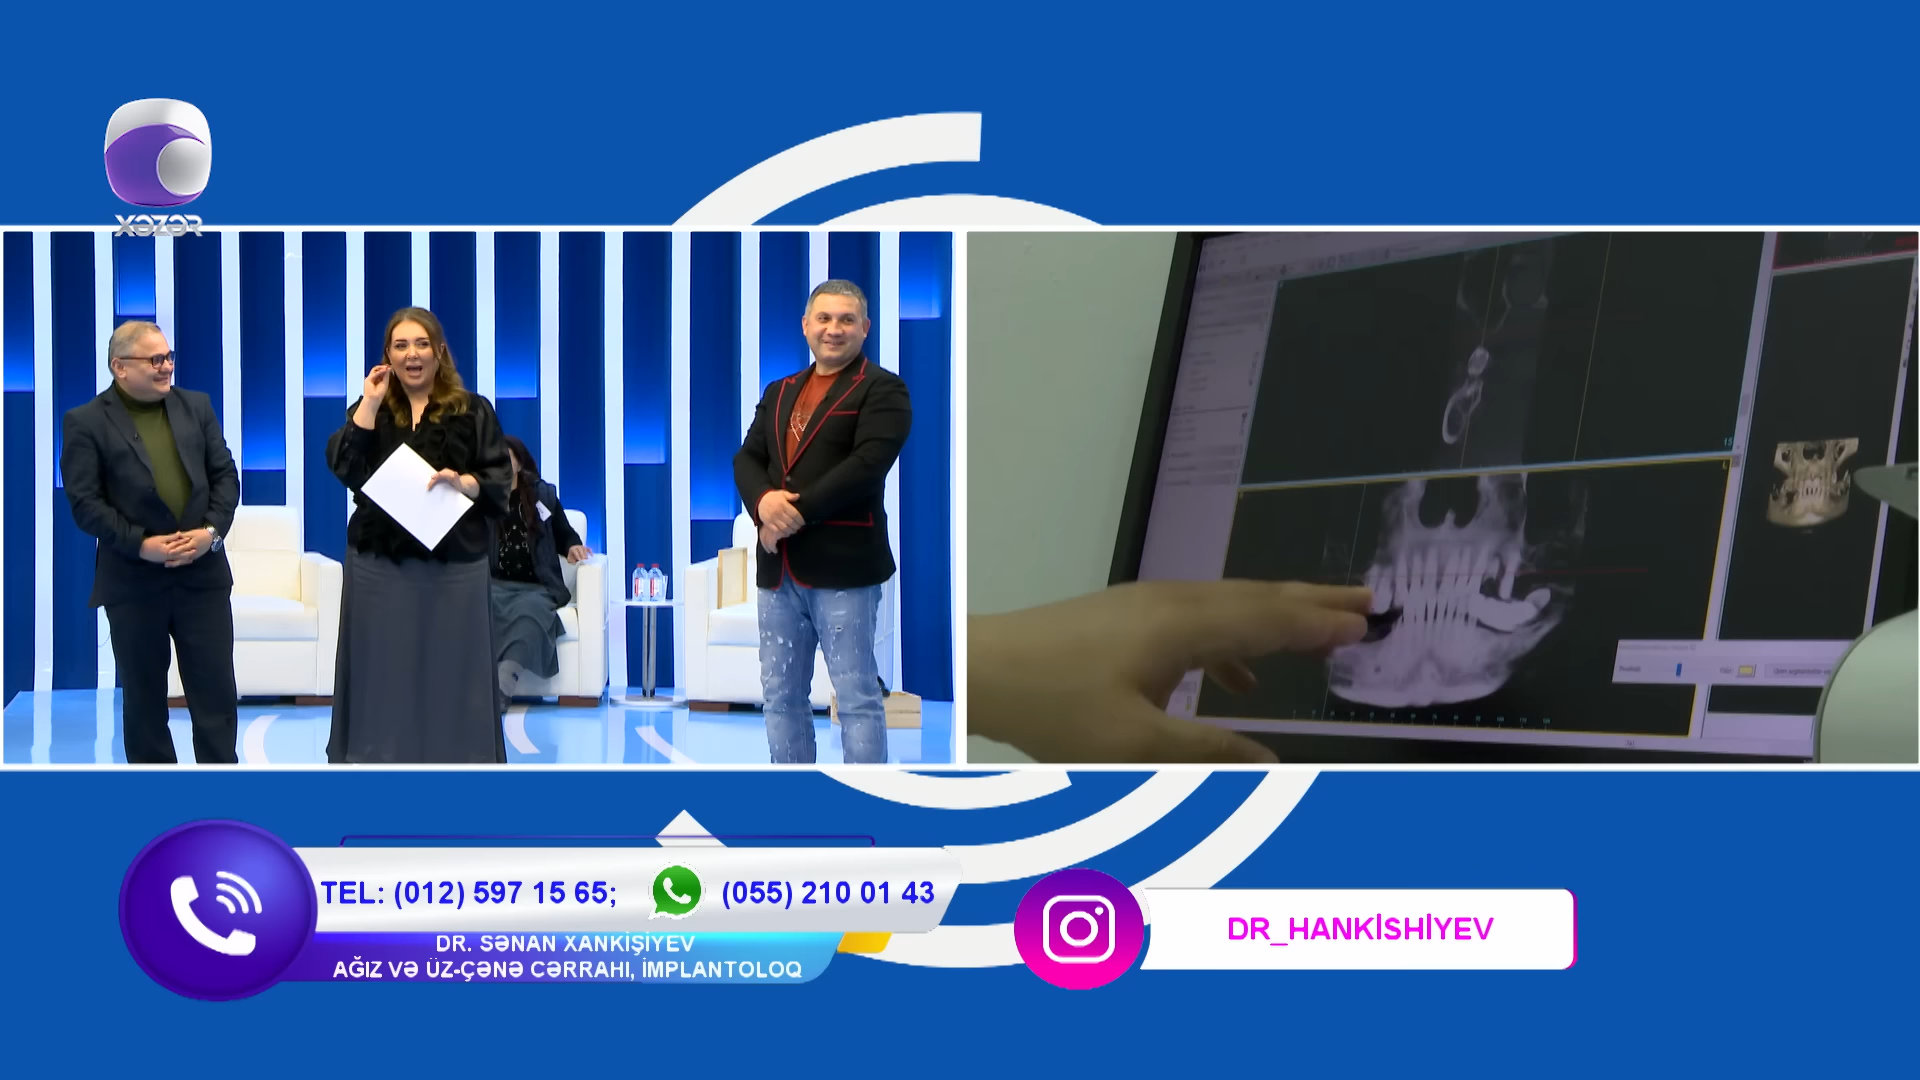 XƏZƏR
TEL: (012) 597 15 65; (055) 210 01 43
DR. SƏNAN XANKİŞİYEV
AĞIZ VƏ ÜZ-ÇƏNƏ CƏRRAHI, İMPLANTOLOQ
DR_HANKİSHİYEV